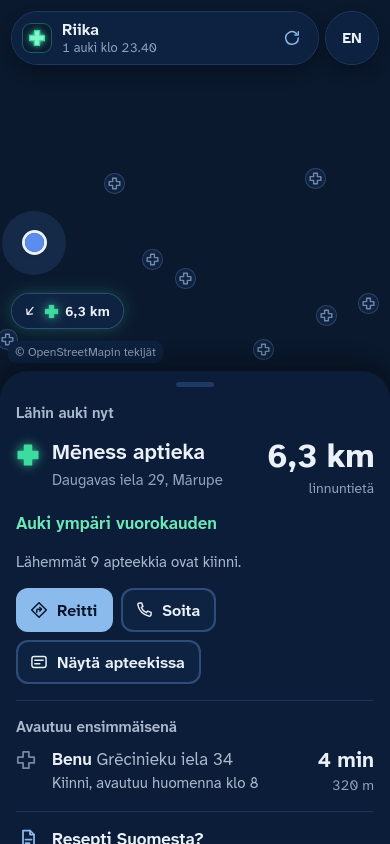 Riika
1 auki klo 23.40
EN
6,3 km
© OpenStreetMapin tekijät
Lähin auki nyt
Mēness aptieka
6,3 km
Daugavas iela 29, Mārupe
linnuntietä
Auki ympäri vuorokauden
Lähemmät 9 apteekkia ovat kiinni.
Reitti
Soita
Näytä apteekissa
Avautuu ensimmäisenä
Benu Grēcinieku iela 34
4 min
Kiinni, avautuu huomenna klo 8
320 m
Resepti Suomesta?